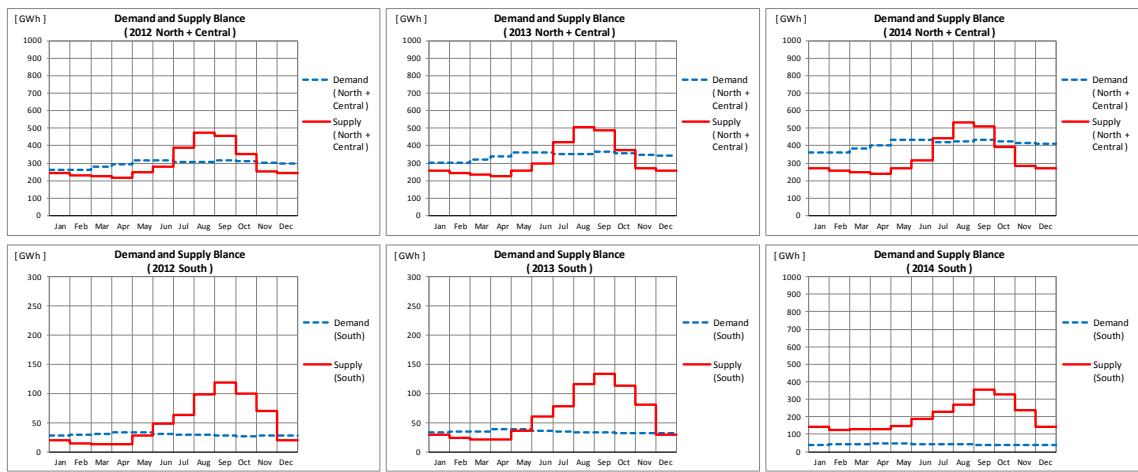 [ GWh ]
Demand and Supply Blance
( 2012 North + Central )
1000
900
800
700
600
500
400
300
200
100
0
Jan Feb Mar Apr May Jun Jul Aug Sep Oct Nov Dec
Demand
( North +
Central )
Supply
( North +
Central )
[ GWh ]
Demand and Supply Blance
( 2013 North + Central )
1000
900
800
700
600
500
400
300
200
100
0
Jan Feb Mar Apr May Jun Jul Aug Sep Oct Nov Dec
Demand
( North +
Central )
Supply
( North +
Central )
[ GWh ]
Demand and Supply Blance
( 2014 North + Central )
1000
900
800
700
600
500
400
300
200
100
0
Jan Feb Mar Apr May Jun Jul Aug Sep Oct Nov Dec
Demand
( North +
Central )
Supply
( North +
Central )
[ GWh ]
Demand and Supply Blance
( 2012 South )
300
250
200
150
100
50
0
Jan Feb Mar Apr May Jun Jul Aug Sep Oct Nov Dec
Demand
(South)
Supply
(South)
[ GWh ]
Demand and Supply Blance
( 2013 South )
300
250
200
150
100
50
0
Jan Feb Mar Apr May Jun Jul Aug Sep Oct Nov Dec
Demand
(South)
Supply
(South)
[ GWh ]
Demand and Supply Blance
( 2014 South )
1000
900
800
700
600
500
400
300
200
100
0
Jan Feb Mar Apr May Jun Jul Aug Sep Oct Nov Dec
Demand
(South)
Supply
(South)